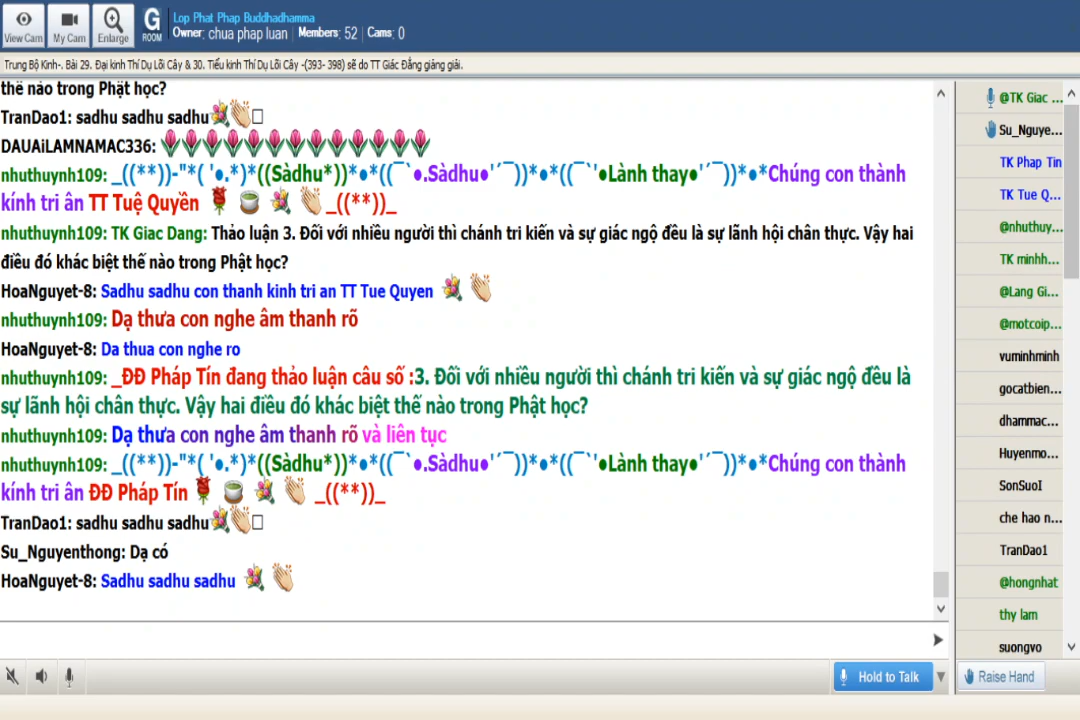 View Cam
My Cam
Enlarge
G
ROOM
Lop Phat Phap Buddhadhamma
Owner: chua phap luan | Members: 52 | Cams: 0
Trung Bộ Kinh-. Bài 29. Đại kinh Thí Dụ Lõi Cây & 30. Tiểu kinh Thí Dụ Lõi Cây -(393- 398) sẽ do TT Giác Đẳng giảng giải.
thế nào trong Phật học?
TranDao1: sadhu sadhu sadhu
DAUAiLAMNAMAC336:
nhuthuynh109: _((**))-"*( '●.*)*((Sàdhu*))*●*((¯`●.Sàdhu●'´¯))*●*((¯`'●Lành thay●'´¯))*●*Chúng con thành
kính tri ân TT Tuệ Quyền _((**))_
nhuthuynh109: TK Giac Dang: Thảo luận 3. Đối với nhiều người thì chánh tri kiến và sự giác ngộ đều là sự lãnh hội chân thực. Vậy hai
điều đó khác biệt thế nào trong Phật học?
HoaNguyet-8: Sadhu sadhu con thanh kinh tri an TT Tue Quyen
nhuthuynh109: Dạ thưa con nghe âm thanh rõ
HoaNguyet-8: Da thua con nghe ro
nhuthuynh109: _ĐĐ Pháp Tín đang thảo luận câu số :3. Đối với nhiều người thì chánh tri kiến và sự giác ngộ đều là
sự lãnh hội chân thực. Vậy hai điều đó khác biệt thế nào trong Phật học?
nhuthuynh109: Dạ thưa con nghe âm thanh rõ và liên tục
nhuthuynh109: _((**))-"*( '●.*)*((Sàdhu*))*●*((¯`●.Sàdhu●'´¯))*●*((¯`'●Lành thay●'´¯))*●*Chúng con thành
kính tri ân ĐĐ Pháp Tín _((**))_
TranDao1: sadhu sadhu sadhu
Su_Nguyenthong: Dạ có
HoaNguyet-8: Sadhu sadhu sadhu
Hold to Talk
@TK Giac ...
Su_Nguye...
TK Phap Tin
TK Tue Q...
@nhuthuy...
TK minhh...
@Lang Gi...
@motcoip...
vuminhminh
gocatbien...
dhammac...
Huyenmo...
SonSuoI
che hao n...
TranDao1
@hongnhat
thy lam
suongvo
Raise Hand